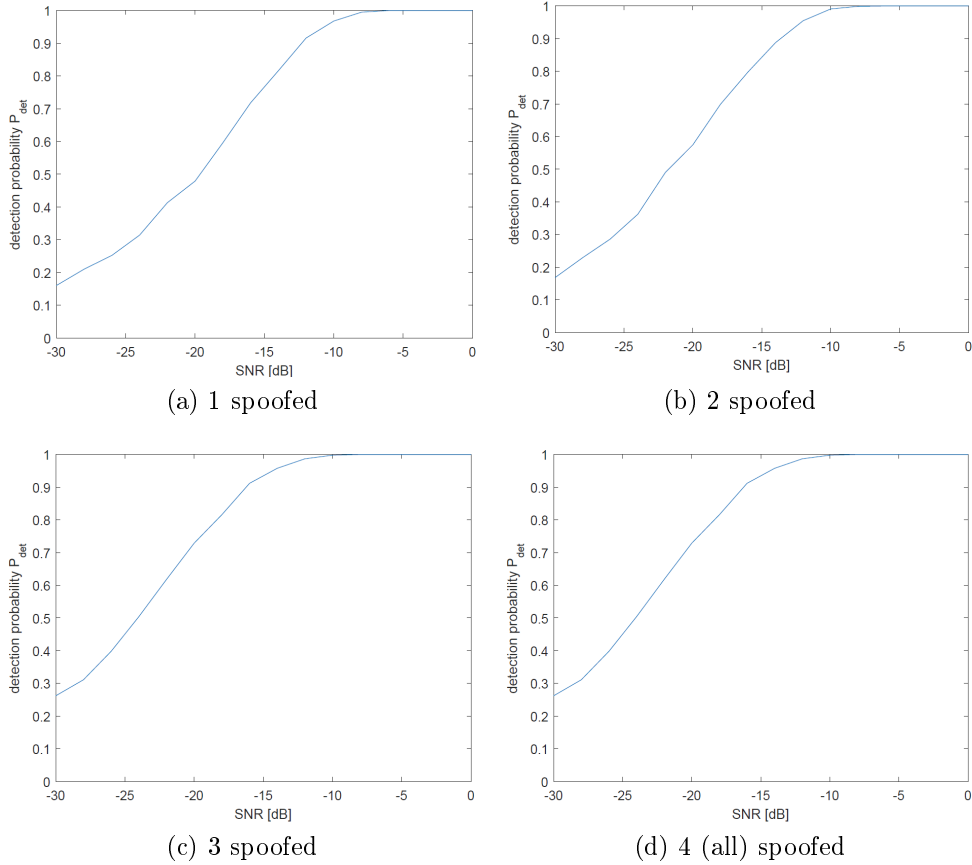 1
0.9
0.8
0.7
0.6
0.5
0.4
0.3
0.2
0.1
0
detection probability P_det
-30 -25 -20 -15 -10 -5 0
SNR [dB]
(a) 1 spoofed
1
0.9
0.8
0.7
0.6
0.5
0.4
0.3
0.2
0.1
0
detection probability P_det
-30 -25 -20 -15 -10 -5 0
SNR [dB]
(b) 2 spoofed
1
0.9
0.8
0.7
0.6
0.5
0.4
0.3
0.2
0.1
0
detection probability P_det
-30 -25 -20 -15 -10 -5 0
SNR [dB]
(c) 3 spoofed
1
0.9
0.8
0.7
0.6
0.5
0.4
0.3
0.2
0.1
0
detection probability P_det
-30 -25 -20 -15 -10 -5 0
SNR [dB]
(d) 4 (all) spoofed